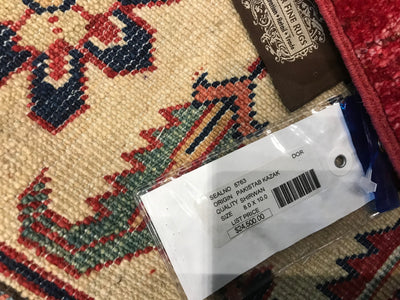 FINE RUGS
DOR
SEALNO 5763
ORIGIN PAKISTAB KAZAK
QUALITY SHIRWAN
SIZE 8.0 X 10.0
LIST PRICE
$24,500.00